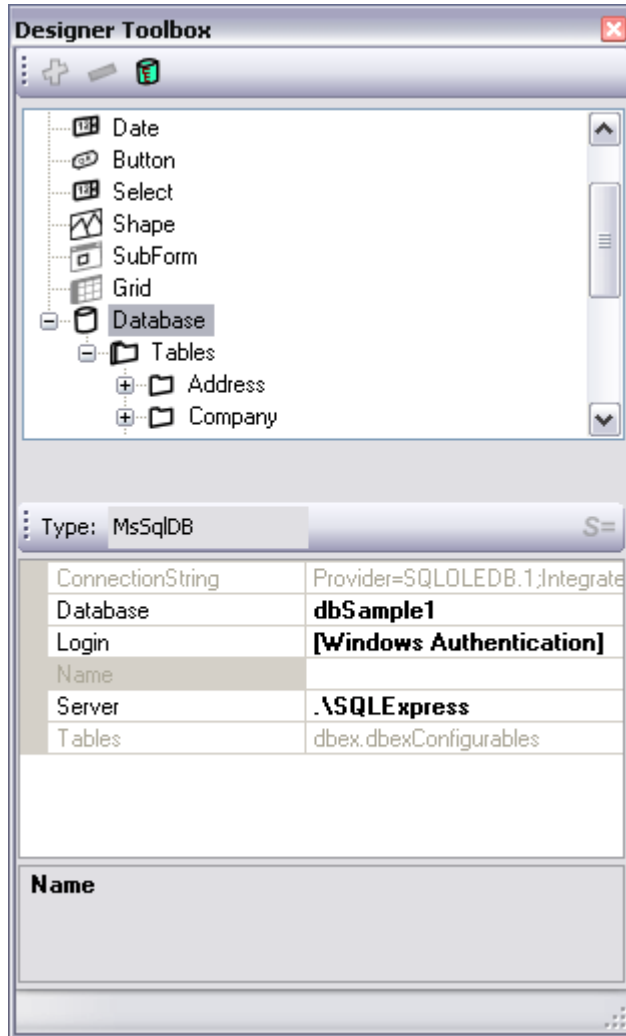 Designer Toolbox
Date
Button
Select
Shape
SubForm
Grid
Database
Tables
Address
Company
Type: MsSqlDB S=
ConnectionString Provider=SQLOLEDB.1;Integrate
Database dbSample1
Login [Windows Authentication]
Name
Server .\SQLExpress
Tables dbex.dbexConfigurables
Name